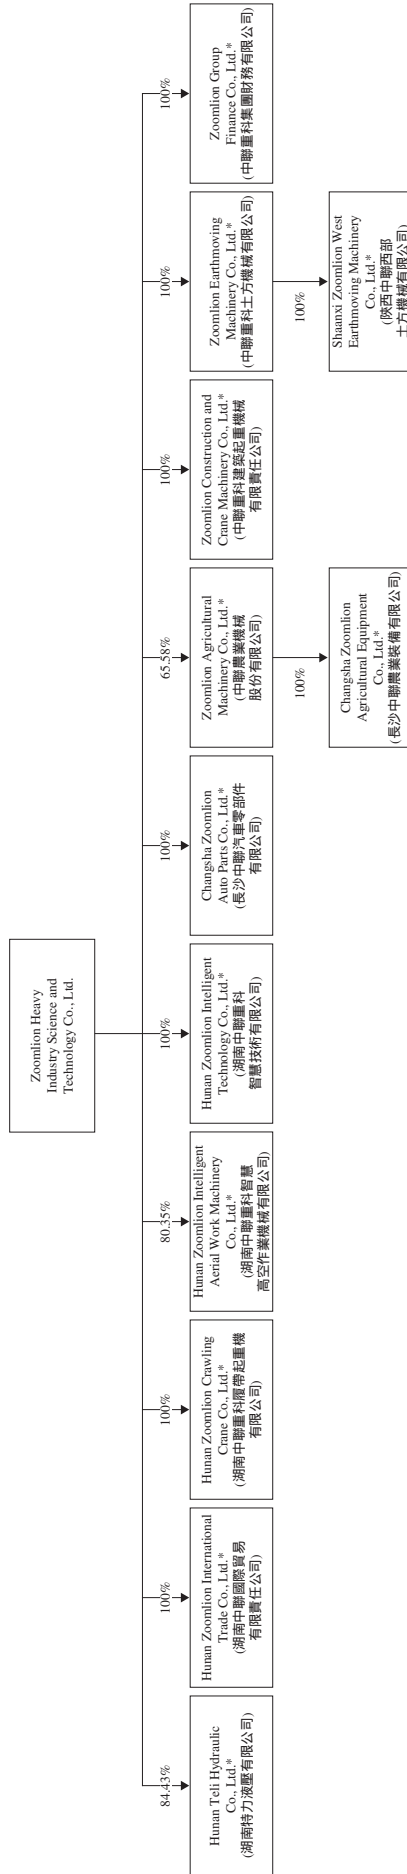 Zoomlion Heavy
Industry Science and
Technology Co., Ltd.
84.43%
100%
100%
80.35%
100%
100%
65.58%
100%
100%
100%
Hunan Teli Hydraulic
Co., Ltd.*
(湖南特力液壓有限公司)
Hunan Zoomlion International
Trade Co., Ltd.*
(湖南中聯國際貿易
有限責任公司)
Hunan Zoomlion Crawling
Crane Co., Ltd.*
(湖南中聯重科履帶起重機
有限公司)
Hunan Zoomlion Intelligent
Aerial Work Machinery
Co., Ltd.*
(湖南中聯重科智慧
高空作業機械有限公司)
Hunan Zoomlion Intelligent
Technology Co., Ltd.*
(湖南中聯重科
智慧技術有限公司)
Changsha Zoomlion
Auto Parts Co., Ltd.*
(長沙中聯汽車零部件
有限公司)
Zoomlion Agricultural
Machinery Co., Ltd.*
(中聯農業機械
股份有限公司)
Zoomlion Construction and
Crane Machinery Co., Ltd.*
(中聯重科建築起重機械
有限責任公司)
Zoomlion Earthmoving
Machinery Co., Ltd.*
(中聯重科土方機械有限公司)
Zoomlion Group
Finance Co., Ltd.*
(中聯重科集團財務有限公司)
100%
100%
Changsha Zoomlion
Agricultural Equipment
Co., Ltd.*
(長沙中聯農業裝備有限公司)
Shaanxi Zoomlion West
Earthmoving Machinery
Co., Ltd.*
(陝西中聯西部
土方機械有限公司)